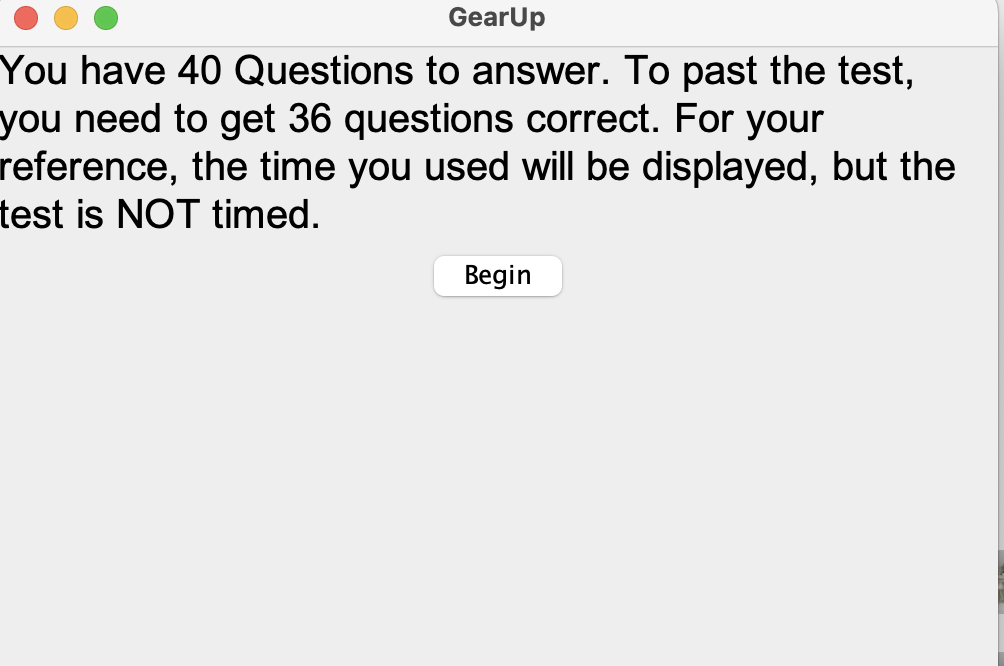 GearUp
You have 40 Questions to answer. To past the test,
you need to get 36 questions correct. For your
reference, the time you used will be displayed, but the
test is NOT timed.
Begin